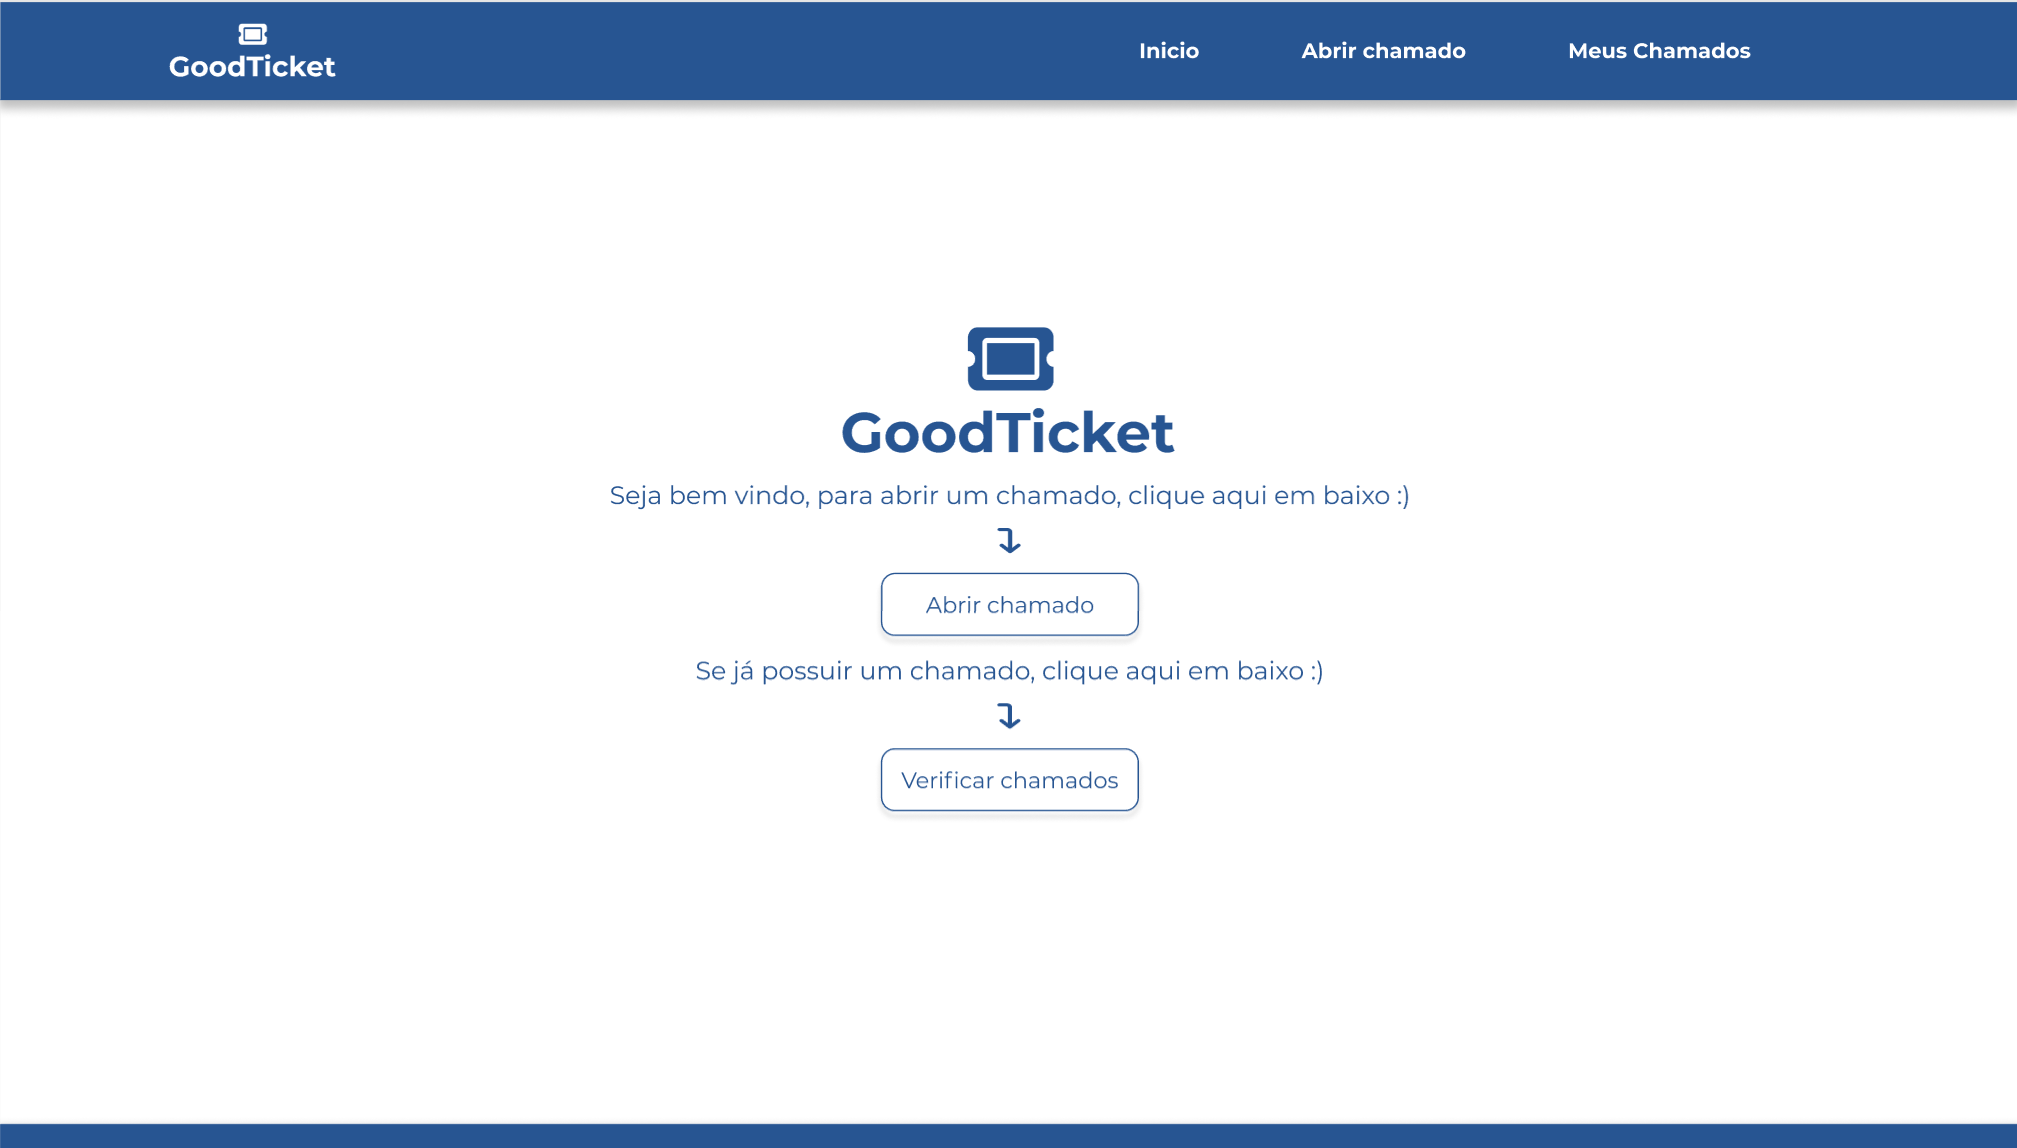 GoodTicket
Inicio
Abrir chamado
Meus Chamados
GoodTicket
Seja bem vindo, para abrir um chamado, clique aqui em baixo :)
Abrir chamado
Se já possuir um chamado, clique aqui em baixo :)
Verificar chamados